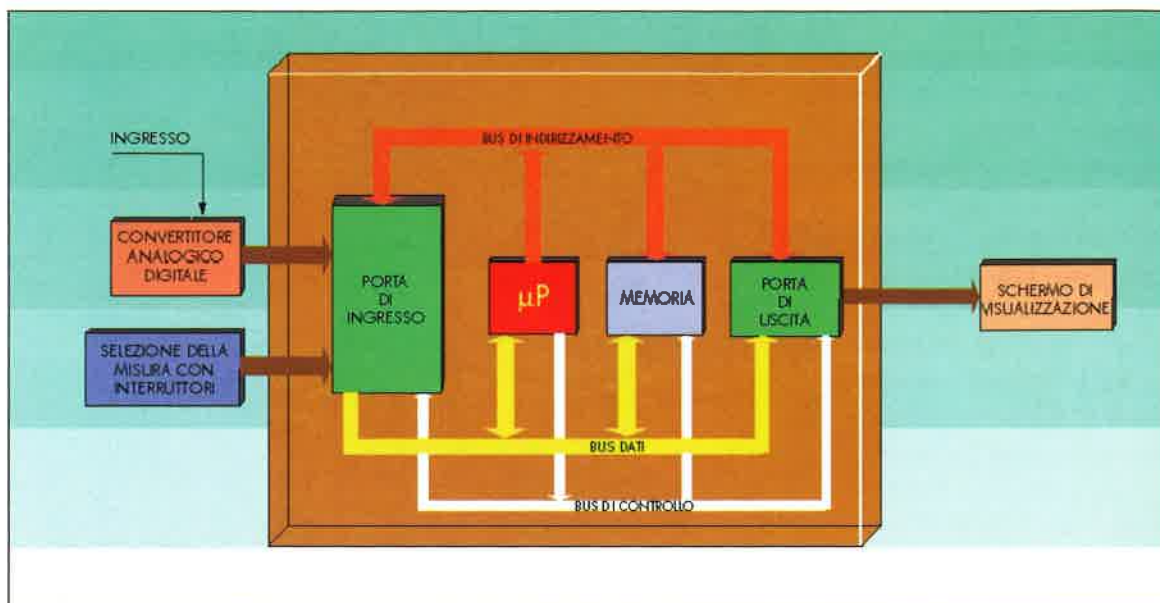 BUS DI INDIRIZZAMENTO
INGRESSO
CONVERTITORE
ANALOGICO
DIGITALE
PORTA
DI
INGRESSO
µP
MEMORIA
PORTA
DI
USCITA
SCHERMO DI
VISUALIZZAZIONE
SELEZIONE DELLA
MISURA CON
INTERRUTTORI
BUS DATI
BUS DI CONTROLLO